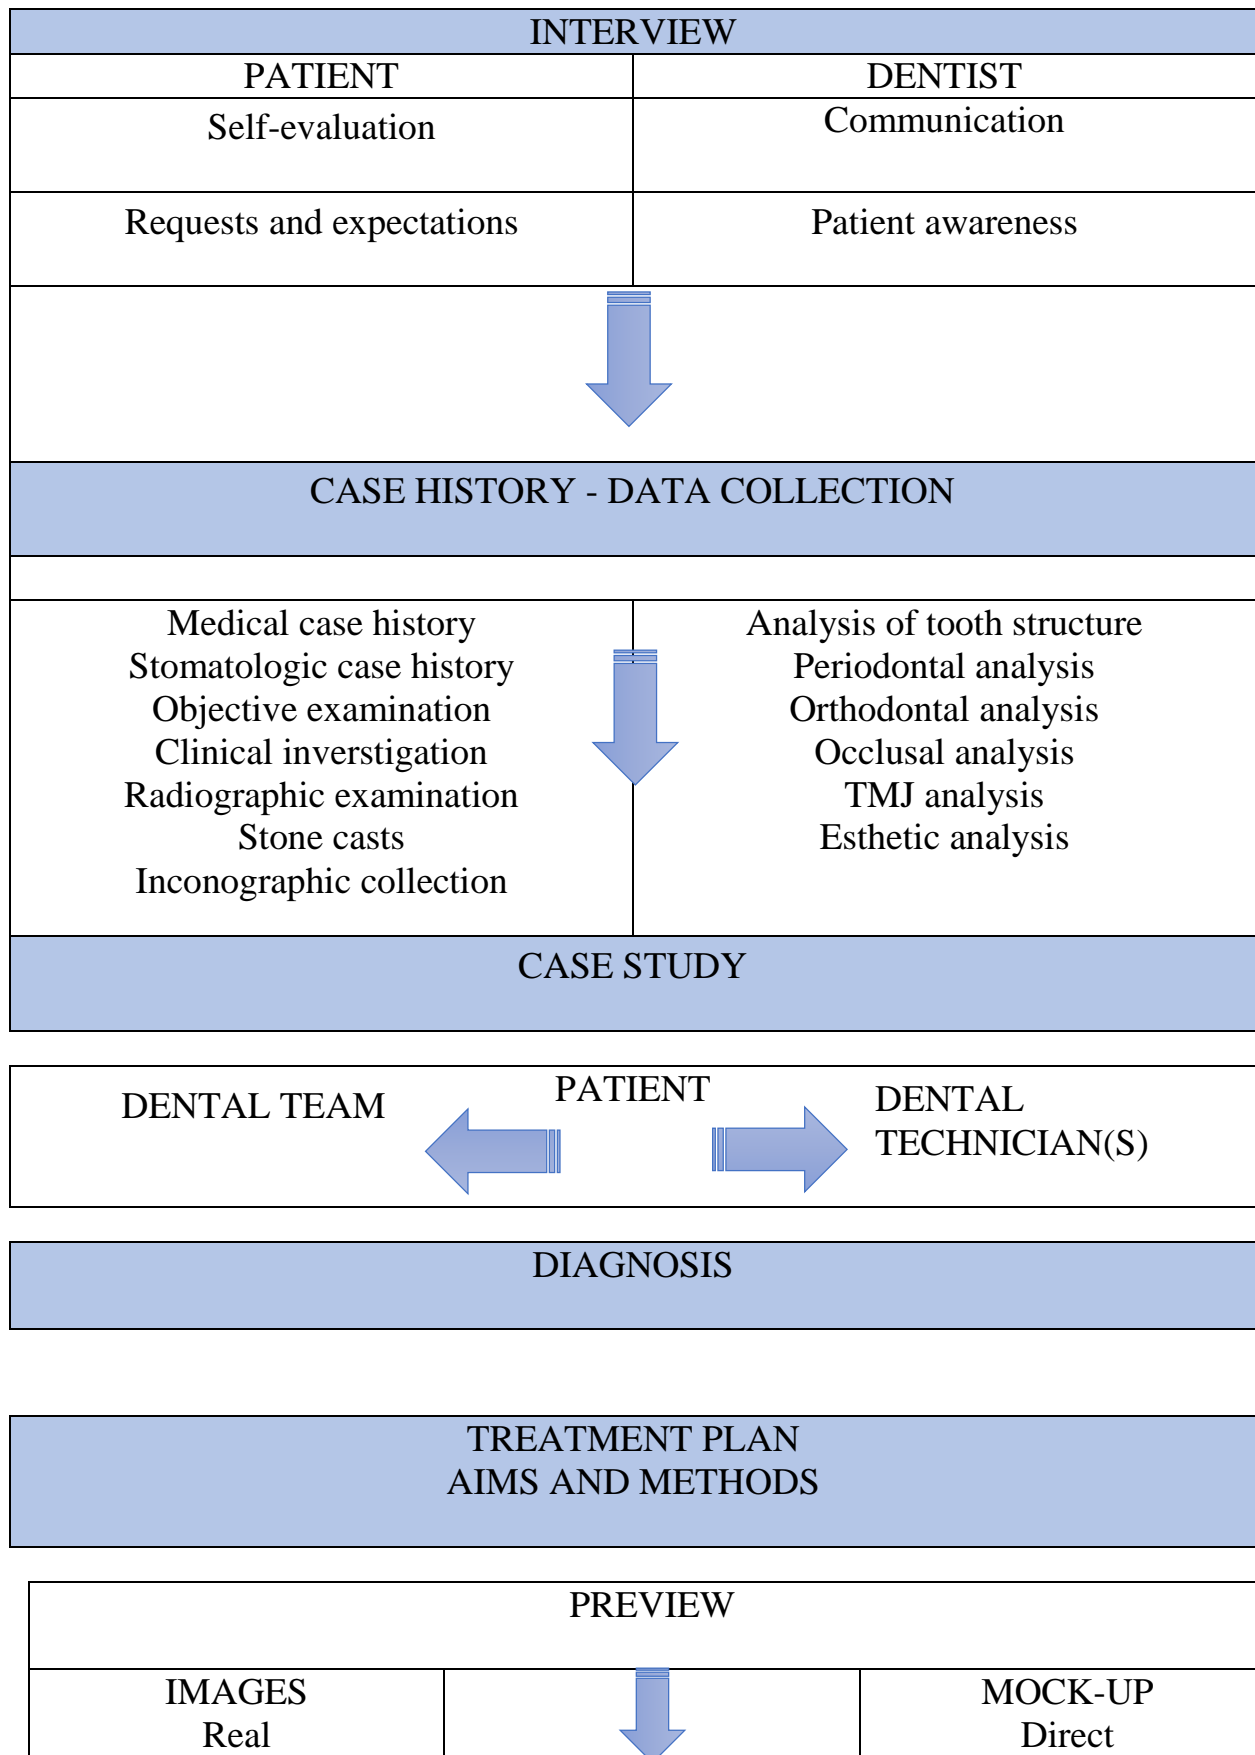 INTERVIEW
PATIENT
DENTIST
Self-evaluation
Communication
Requests and expectations
Patient awareness
CASE HISTORY - DATA COLLECTION
Medical case history
Stomatologic case history
Objective examination
Clinical inverstigation
Radiographic examination
Stone casts
Inconographic collection
Analysis of tooth structure
Periodontal analysis
Orthodontal analysis
Occlusal analysis
TMJ analysis
Esthetic analysis
CASE STUDY
DENTAL TEAM
PATIENT
DENTAL
TECHNICIAN(S)
DIAGNOSIS
TREATMENT PLAN
AIMS AND METHODS
PREVIEW
IMAGES
Real
MOCK-UP
Direct